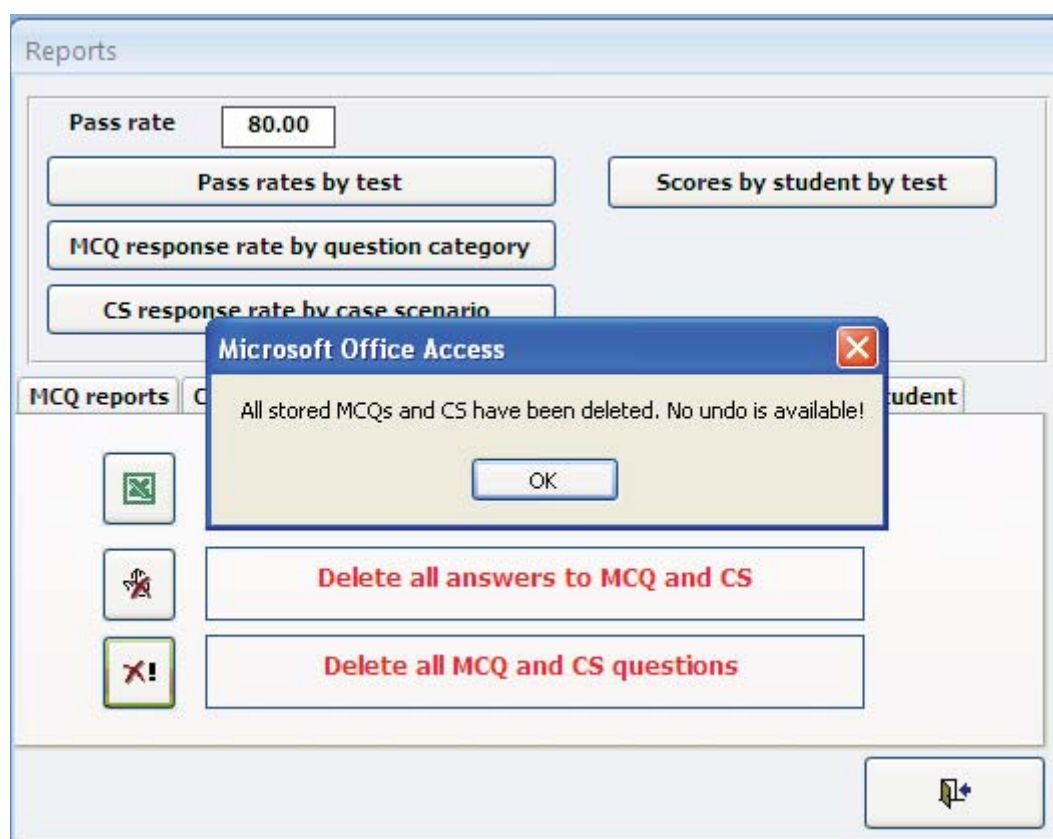 Reports
Pass rate 80.00
Pass rates by test Scores by student by test
MCQ response rate by question category
CS response rate by case scenario
Microsoft Office Access
MCQ reports
All stored MCQs and CS have been deleted. No undo is available!
OK
Delete all answers to MCQ and CS
Delete all MCQ and CS questions